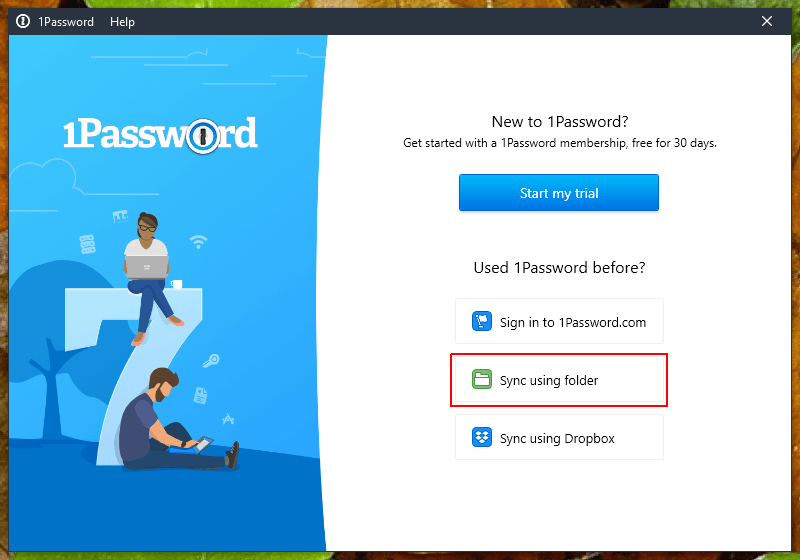 1Password Help
1Password
New to 1Password?
Get started with a 1Password membership, free for 30 days.
Start my trial
Used 1Password before?
Sign in to 1Password.com
Sync using folder
Sync using Dropbox
7